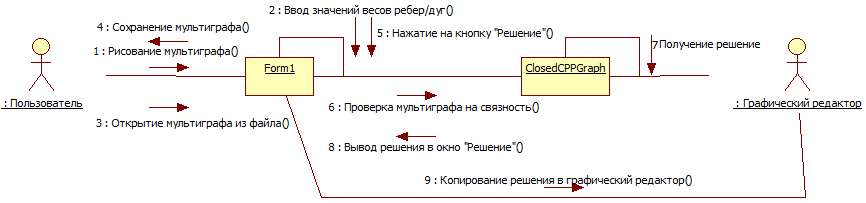 2 : Ввод значений весов ребер/дуг()
4 : Сохранение мультиграфа()
5 : Нажатие на кнопку "Решение"()
7Получение решение
1 : Рисование мультиграфа()
Form1
ClosedCPPGraph
: Пользователь
6 : Проверка мультиграфа на связность()
: Графический редактор
3 : Открытие мультиграфа из файла()
8 : Вывод решения в окно "Решение"()
9 : Копирование решения в графический редактор()